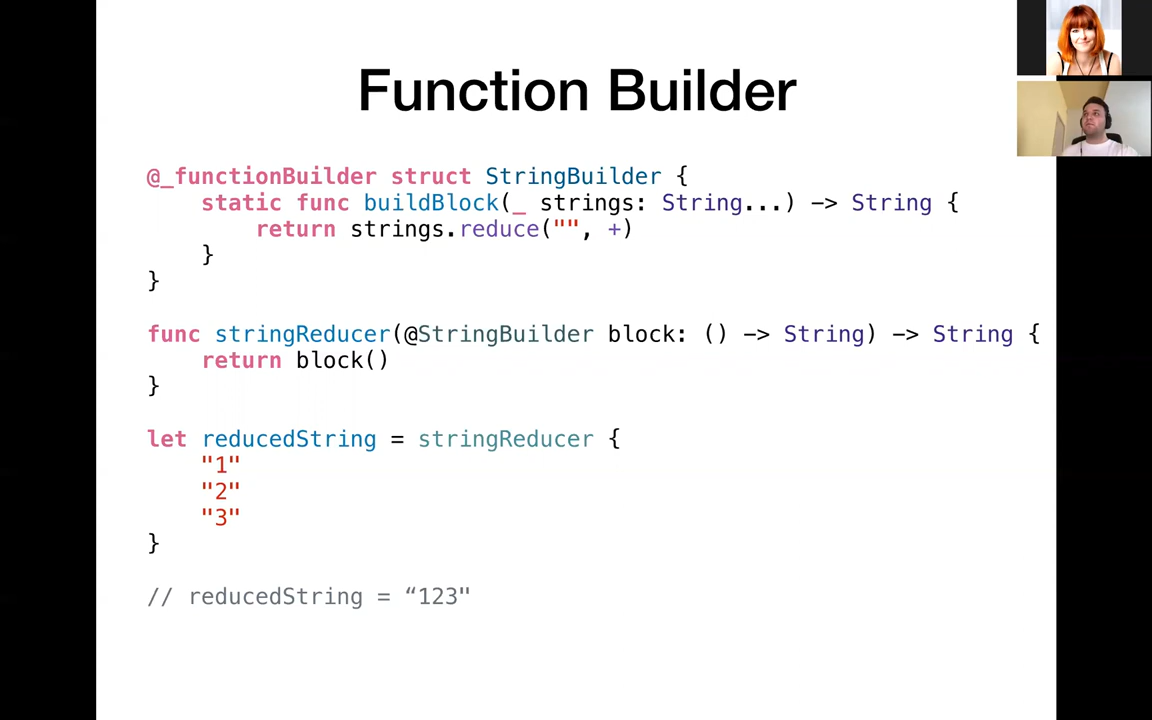 Function Builder
@_functionBuilder struct StringBuilder {
    static func buildBlock(_ strings: String...) -> String {
        return strings.reduce("", +)
    }
}
func stringReducer(@StringBuilder block: () -> String) -> String {
    return block()
}
let reducedString = stringReducer {
    "1"
    "2"
    "3"
}
// reducedString = “123"